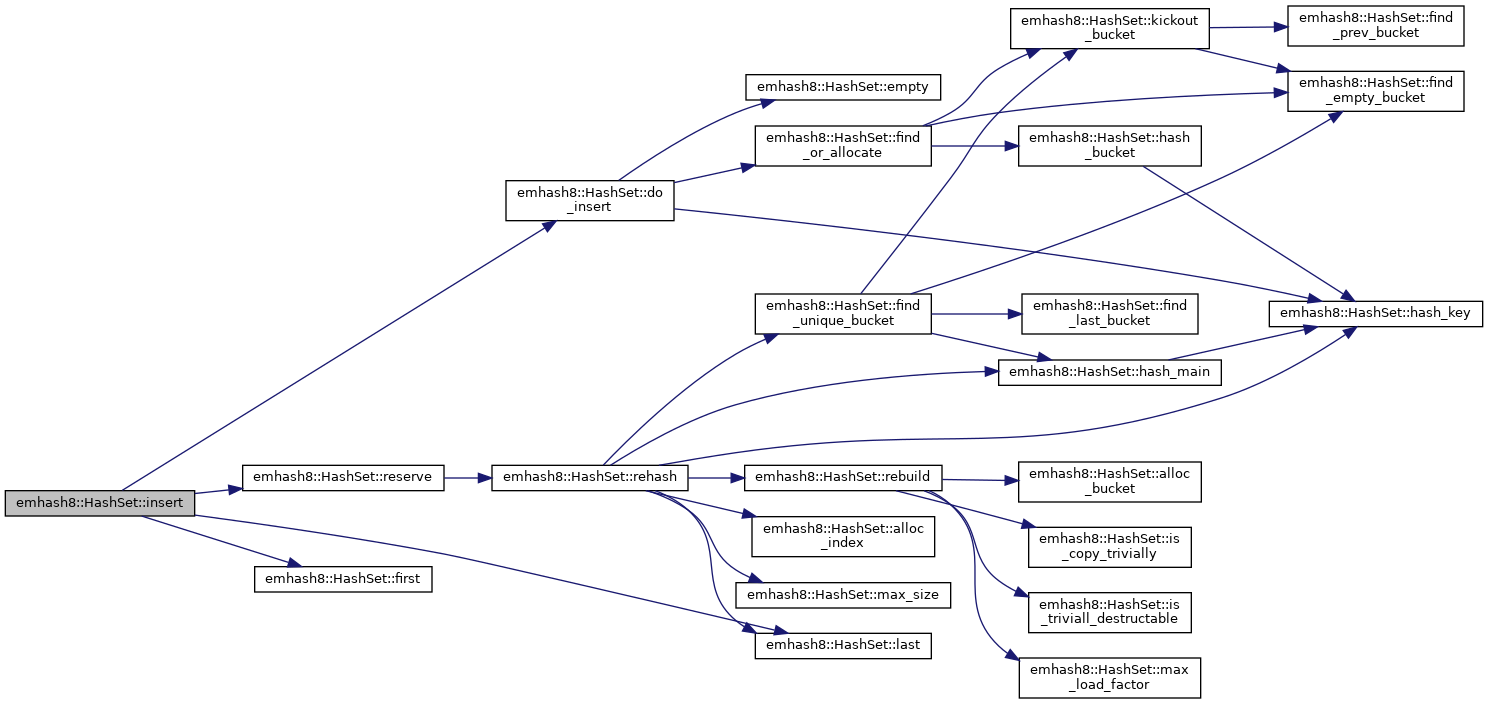 emhash8::HashSet::insert
emhash8::HashSet::do
_insert
emhash8::HashSet::reserve
emhash8::HashSet::first
emhash8::HashSet::empty
emhash8::HashSet::find
_or_allocate
emhash8::HashSet::find
_unique_bucket
emhash8::HashSet::rehash
emhash8::HashSet::rebuild
emhash8::HashSet::alloc
_index
emhash8::HashSet::max_size
emhash8::HashSet::last
emhash8::HashSet::kickout
_bucket
emhash8::HashSet::hash
_bucket
emhash8::HashSet::find
_last_bucket
emhash8::HashSet::hash_main
emhash8::HashSet::alloc
_bucket
emhash8::HashSet::is
_copy_trivially
emhash8::HashSet::is
_triviall_destructable
emhash8::HashSet::max
_load_factor
emhash8::HashSet::find
_prev_bucket
emhash8::HashSet::find
_empty_bucket
emhash8::HashSet::hash_key